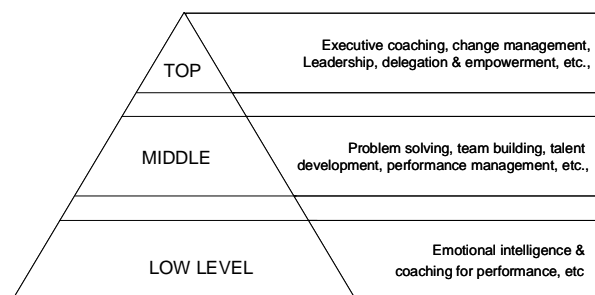 Executive coaching, change management,
Leadership, delegation & empowerment, etc.,
TOP
Problem solving, team building, talent
development, performance management, etc.,
MIDDLE
Emotional intelligence &
coaching for performance, etc
LOW LEVEL